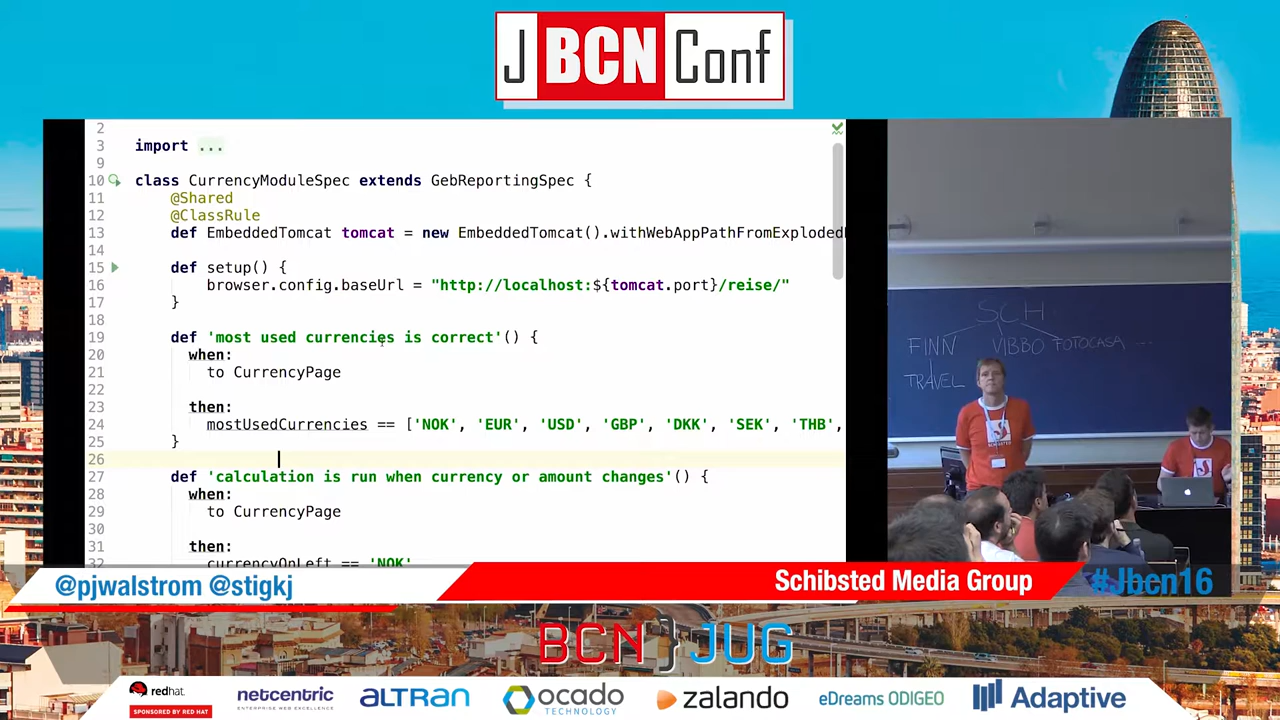 J BCN Conf
2
3 import ...
9
10 class CurrencyModuleSpec extends GebReportingSpec {
11 @Shared
12 @ClassRule
13 def EmbeddedTomcat tomcat = new EmbeddedTomcat().withWebAppPathFromExploded
14
15 def setup() {
16 browser.config.baseUrl = "http://localhost:${tomcat.port}/reise/"
17 }
18
19 def 'most used currencies is correct'() {
20 when:
21 to CurrencyPage
22
23 then:
24 mostUsedCurrencies == ['NOK', 'EUR', 'USD', 'GBP', 'DKK', 'SEK', 'THB',
25 }
26
27 def 'calculation is run when currency or amount changes'() {
28 when:
29 to CurrencyPage
30
31 then:
32 currencyOnLeft == 'NOK'
SCH
FINN VIBBO FOTOCASA ...
TRAVEL
@pjwalstrom @stigkj
Schibsted Media Group
#Jbcn16
BCN JUG
redhat.
SPONSORED BY RED HAT
netcentric
ENTERPRISE WEB EXCELLENCE
ALTRAN
ocado
TECHNOLOGY
zalando
eDreams ODIGEO
Adaptive